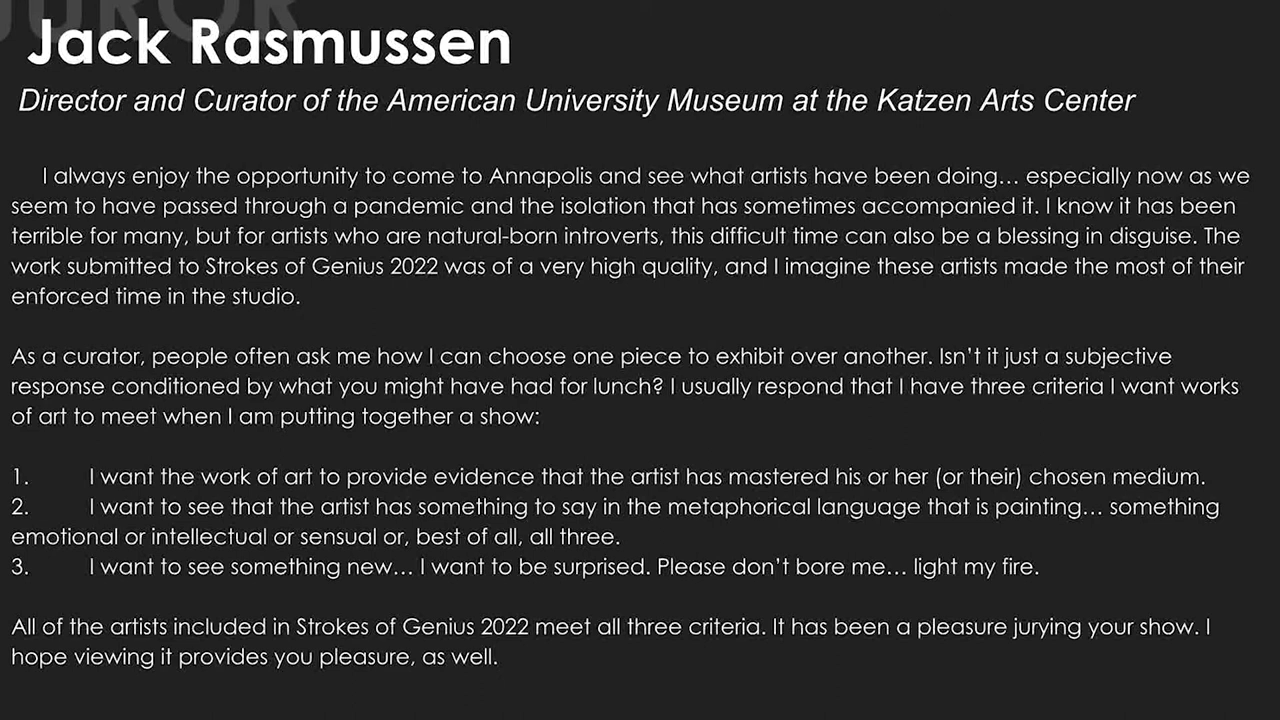 JUROR
Jack Rasmussen
Director and Curator of the American University Museum at the Katzen Arts Center
I always enjoy the opportunity to come to Annapolis and see what artists have been doing… especially now as we
seem to have passed through a pandemic and the isolation that has sometimes accompanied it. I know it has been
terrible for many, but for artists who are natural-born introverts, this difficult time can also be a blessing in disguise. The
work submitted to Strokes of Genius 2022 was of a very high quality, and I imagine these artists made the most of their
enforced time in the studio.
As a curator, people often ask me how I can choose one piece to exhibit over another. Isn’t it just a subjective
response conditioned by what you might have had for lunch? I usually respond that I have three criteria I want works
of art to meet when I am putting together a show:
1. I want the work of art to provide evidence that the artist has mastered his or her (or their) chosen medium.
2. I want to see that the artist has something to say in the metaphorical language that is painting… something
emotional or intellectual or sensual or, best of all, all three.
3. I want to see something new… I want to be surprised. Please don’t bore me… light my fire.
All of the artists included in Strokes of Genius 2022 meet all three criteria. It has been a pleasure jurying your show. I
hope viewing it provides you pleasure, as well.